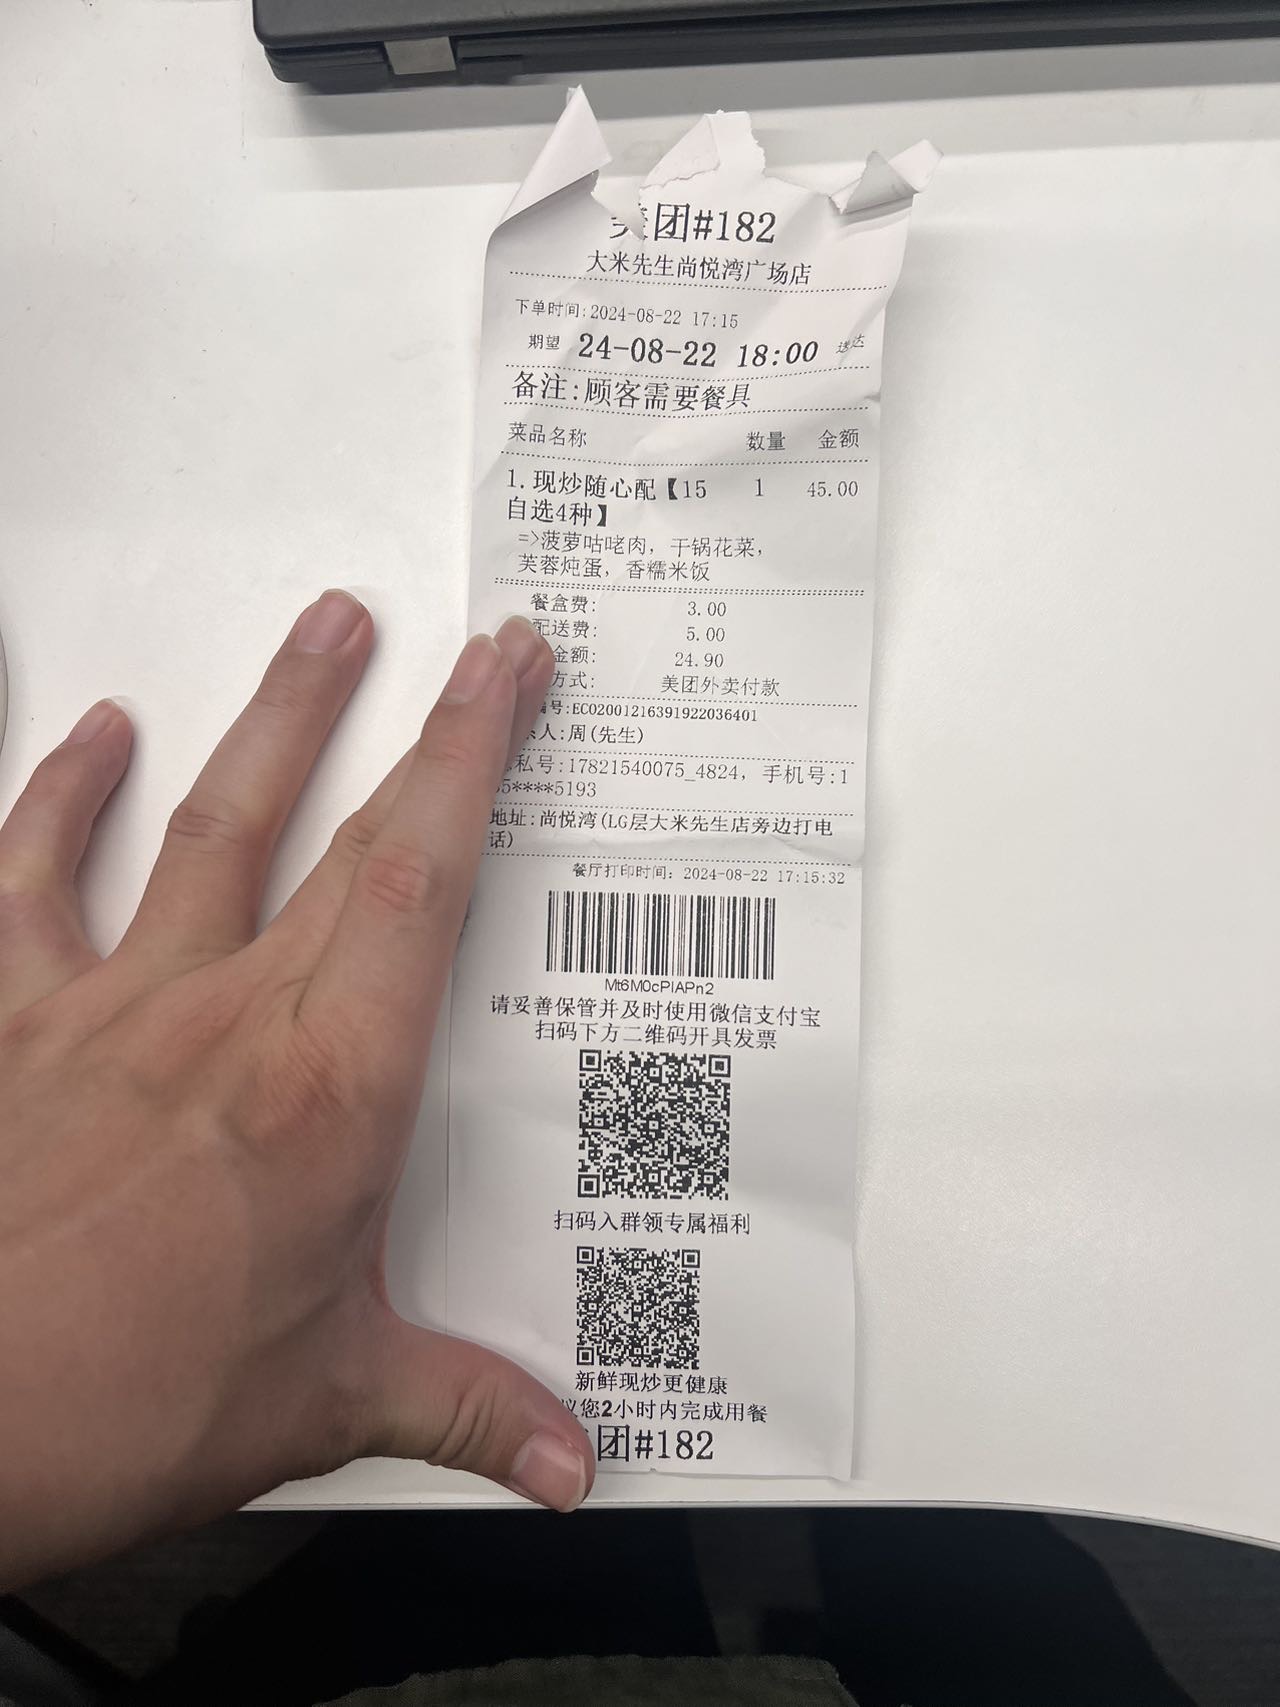 美团#182
大米先生尚悦湾广场店
下单时间:2024-08-22 17:15
期望 24-08-22 18:00 送达
备注:顾客需要餐具
菜品名称 数量 金额
1.现炒随心配【15 1 45.00
自选4种】
=>菠萝咕咾肉，干锅花菜，
芙蓉炖蛋，香糯米饭
餐盒费: 3.00
配送费: 5.00
金额: 24.90
方式: 美团外卖付款
编号:EC02001216391922036401
人:周(先生)
私号:17821540075_4824，手机号:1
5****5193
地址:尚悦湾(LG层大米先生店旁边打电
话)
餐厅打印时间: 2024-08-22 17:15:32
Mt6M0cPIAPn2
请妥善保管并及时使用微信支付宝
扫码下方二维码开具发票
扫码入群领专属福利
新鲜现炒更健康
议您2小时内完成用餐
团#182